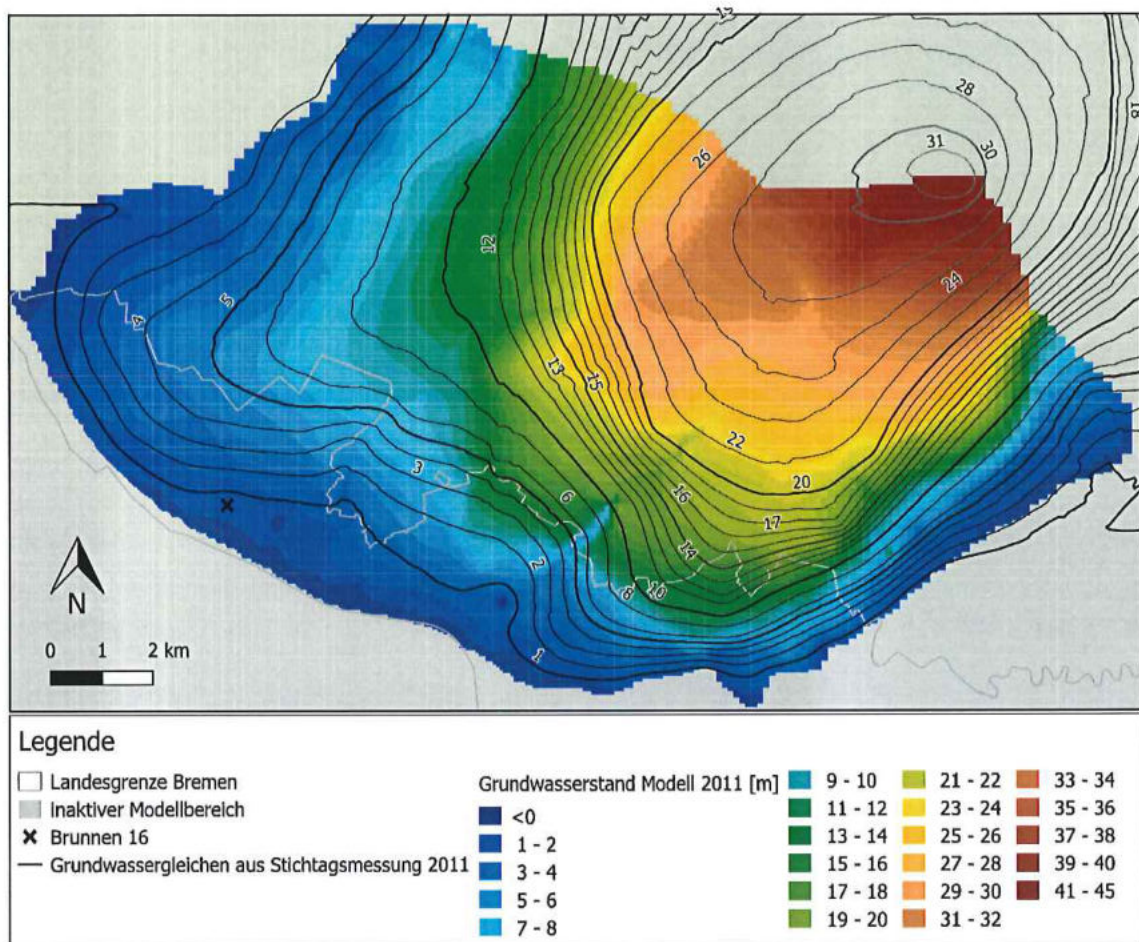 28
18
31
30
26
12
24
5
4
13
15
22
3
20
16
6
17
14
2
8
10
N
0 1 2 km
1
Legende
Landesgrenze Bremen
Inaktiver Modellbereich
Brunnen 16
Grundwassergleichen aus Stichtagsmessung 2011
Grundwasserstand Modell 2011 [m]
<0
1 - 2
3 - 4
5 - 6
7 - 8
9 - 10
11 - 12
13 - 14
15 - 16
17 - 18
19 - 20
21 - 22
23 - 24
25 - 26
27 - 28
29 - 30
31 - 32
33 - 34
35 - 36
37 - 38
39 - 40
41 - 45